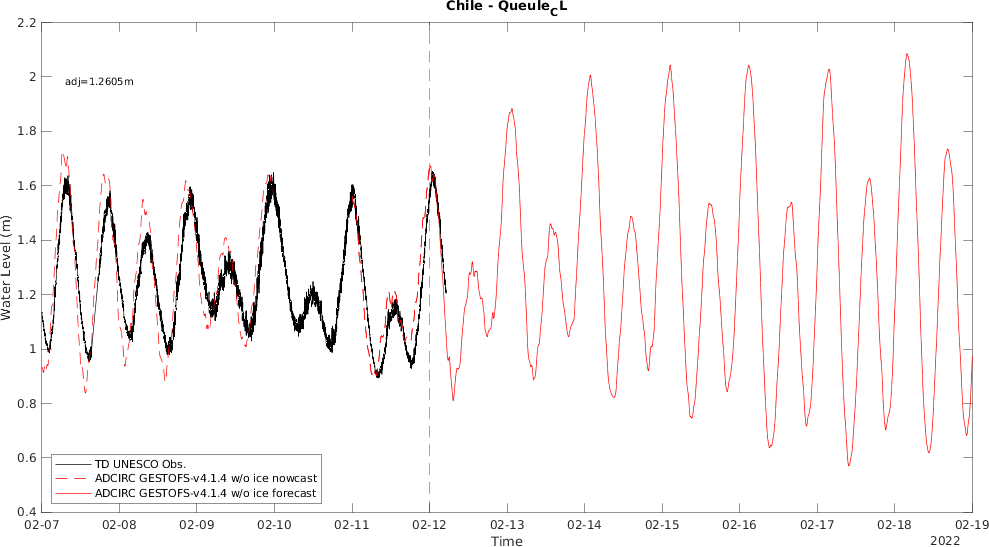 Chile - Queule_CL
2.2
2
1.8
1.6
1.4
1.2
1
0.8
0.6
0.4
Water Level (m)
adj=1.2605m
TD UNESCO Obs.
ADCIRC GESTOFS-v4.1.4 w/o ice nowcast
ADCIRC GESTOFS-v4.1.4 w/o ice forecast
02-07 02-08 02-09 02-10 02-11 02-12 02-13 02-14 02-15 02-16 02-17 02-18 02-19
Time
2022